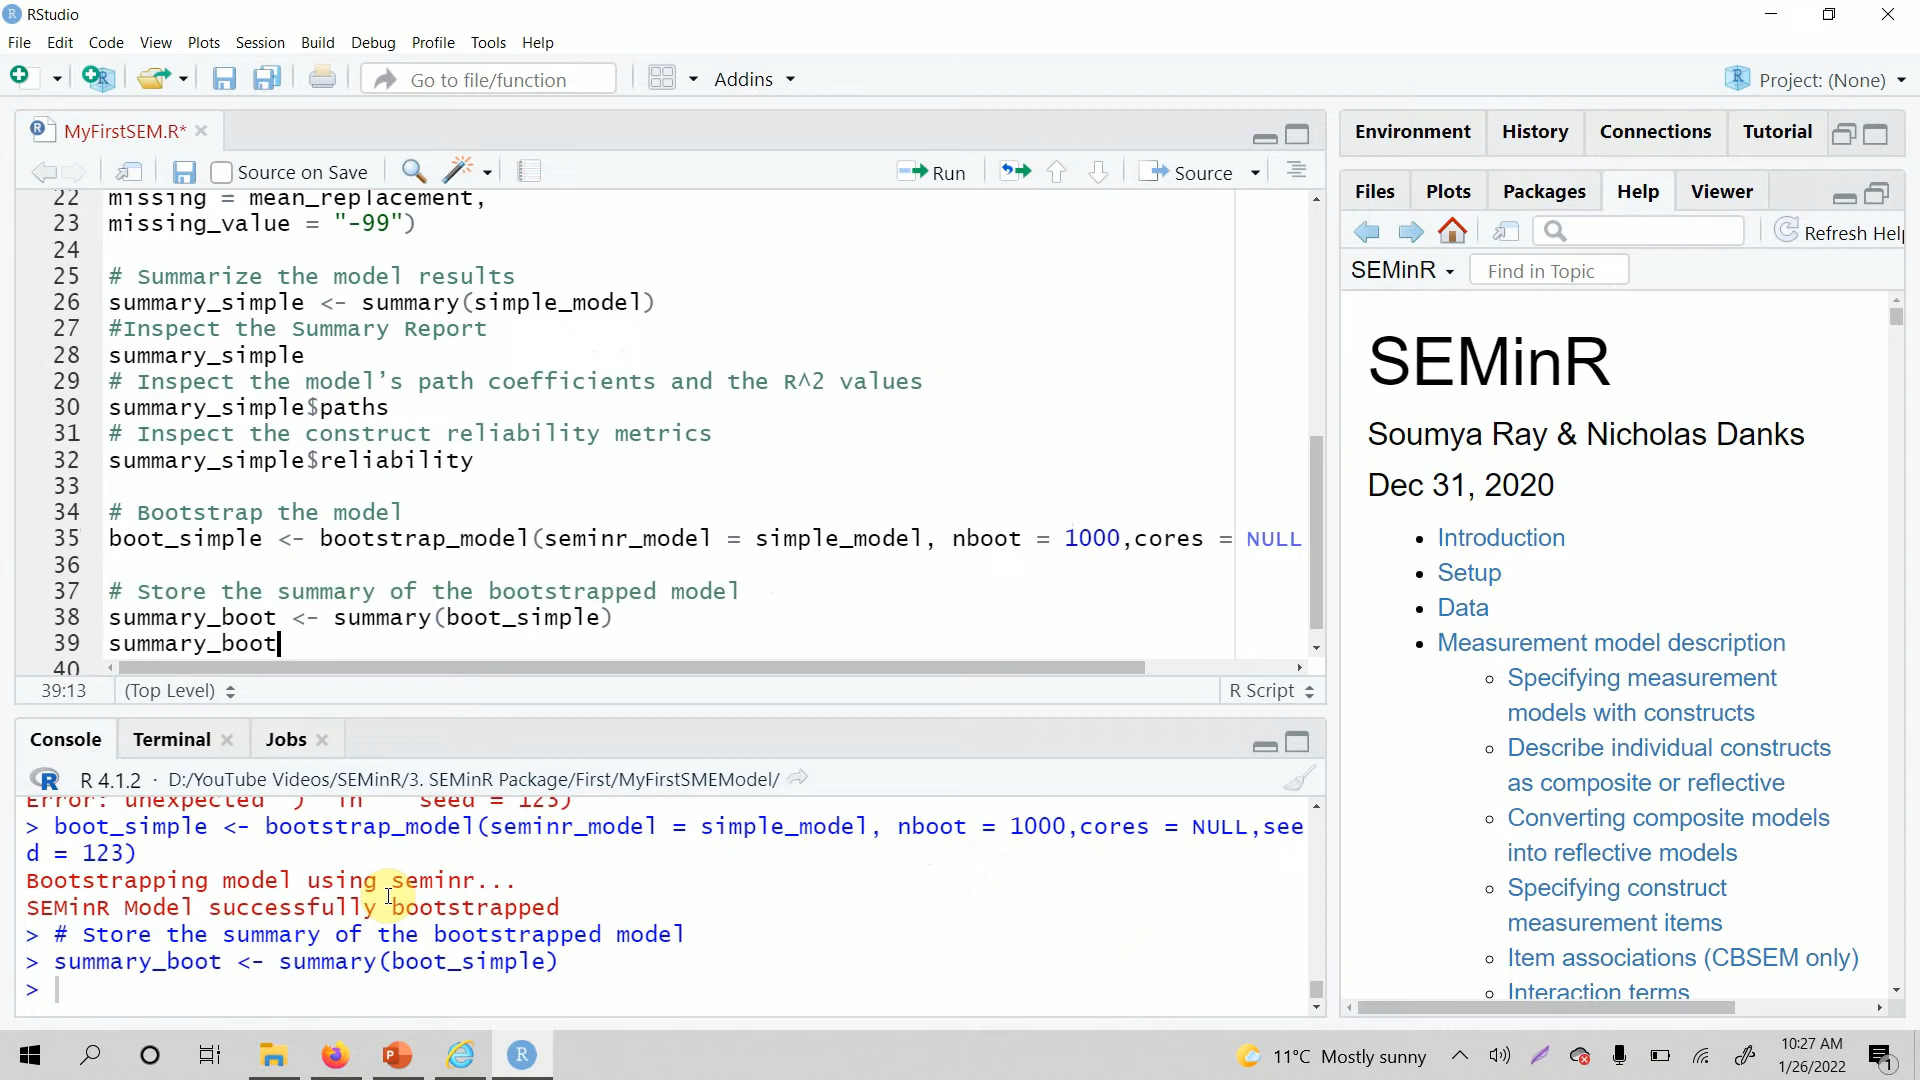 RStudio
File Edit Code View Plots Session Build Debug Profile Tools Help
Go to file/function Addins Project: (None)
MyFirstSEM.R*
Source on Save Run Source
22 missing = mean_replacement,
23 missing_value = "-99")
24
25 # Summarize the model results
26 summary_simple <- summary(simple_model)
27 #Inspect the Summary Report
28 summary_simple
29 # Inspect the model's path coefficients and the R^2 values
30 summary_simple$paths
31 # Inspect the construct reliability metrics
32 summary_simple$reliability
33
34 # Bootstrap the model
35 boot_simple <- bootstrap_model(seminr_model = simple_model, nboot = 1000,cores = NULL
36
37 # Store the summary of the bootstrapped model
38 summary_boot <- summary(boot_simple)
39 summary_boot
40
39:13 (Top Level) R Script
Console Terminal Jobs
R 4.1.2 · D:/YouTube Videos/SEMinR/3. SEMinR Package/First/MyFirstSMEModel/
Error: unexpected ')' in " seed = 123)"
> boot_simple <- bootstrap_model(seminr_model = simple_model, nboot = 1000,cores = NULL,see
d = 123)
Bootstrapping model using seminr...
SEMinR Model successfully bootstrapped
> # Store the summary of the bootstrapped model
> summary_boot <- summary(boot_simple)
>
Environment History Connections Tutorial
Files Plots Packages Help Viewer
Refresh Help
SEMinR Find in Topic
SEMinR
Soumya Ray & Nicholas Danks
Dec 31, 2020
Introduction
Setup
Data
Measurement model description
Specifying measurement
models with constructs
Describe individual constructs
as composite or reflective
Converting composite models
into reflective models
Specifying construct
measurement items
Item associations (CBSEM only)
Interaction terms
11°C Mostly sunny
10:27 AM
1/26/2022
1